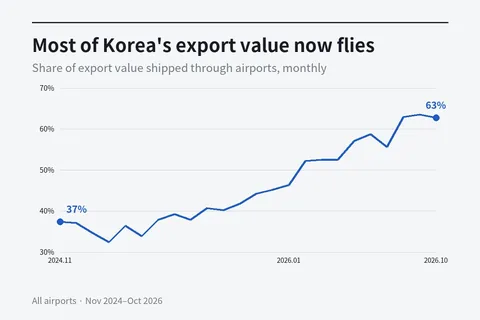 Most of Korea's export value now flies
Share of export value shipped through airports, monthly
70%
63%
60%
50%
40%
37%
30%
2024.11 2026.01 2026.10
All airports · Nov 2024–Oct 2026